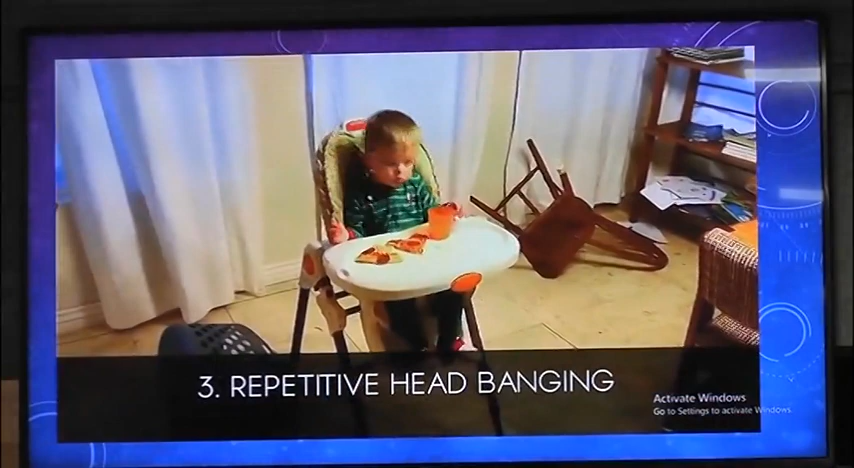 3. REPETITIVE HEAD BANGING
Activate Windows
Go to Settings to activate Windows.